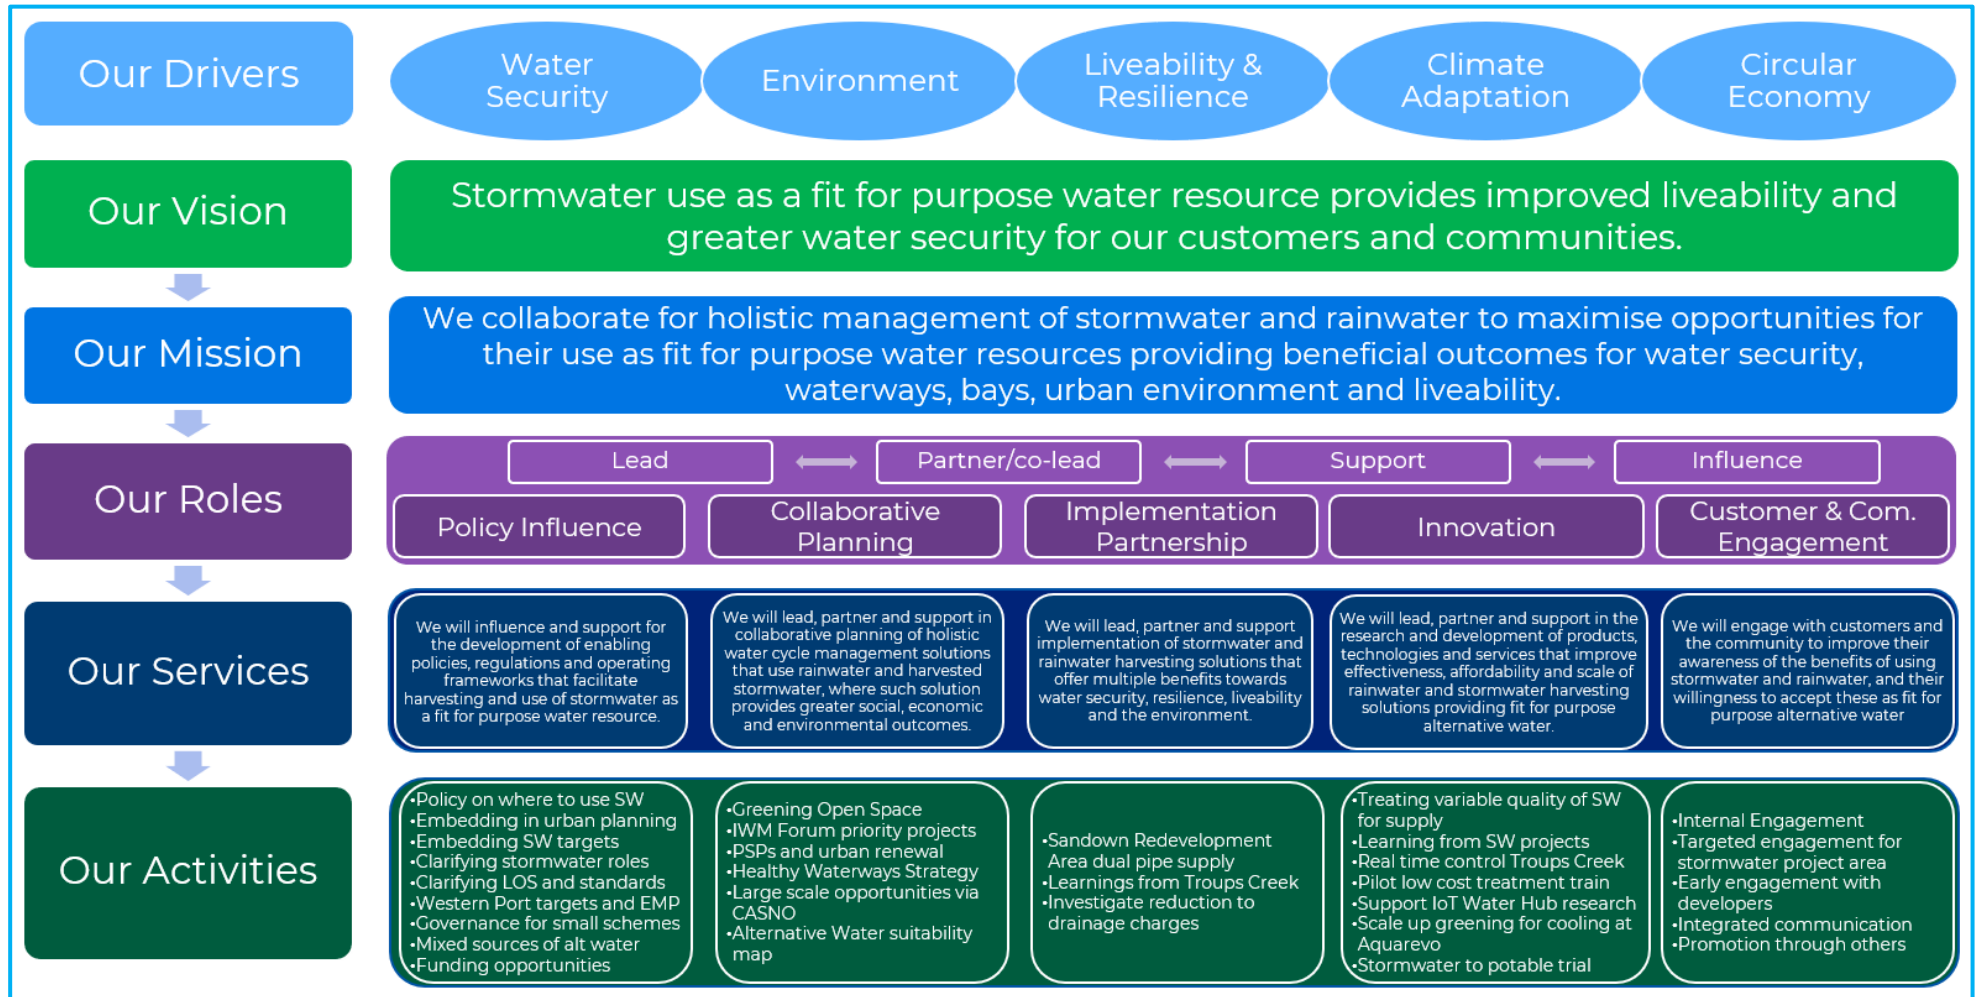 Our Drivers
Water
Security
Environment
Liveability &
Resilience
Climate
Adaptation
Circular
Economy
Our Vision
Stormwater use as a fit for purpose water resource provides improved liveability and
greater water security for our customers and communities.
Our Mission
We collaborate for holistic management of stormwater and rainwater to maximise opportunities for
their use as fit for purpose water resources providing beneficial outcomes for water security,
waterways, bays, urban environment and liveability.
Our Roles
Lead
Partner/co-lead
Support
Influence
Policy Influence
Collaborative
Planning
Implementation
Partnership
Innovation
Customer & Com.
Engagement
Our Services
We will influence and support for
the development of enabling
policies, regulations and operating
frameworks that facilitate
harvesting and use of stormwater as
a fit for purpose water resource.
We will lead, partner and support in
collaborative planning of holistic
water cycle management solutions
that use rainwater and harvested
stormwater, where such solution
provides greater social, economic
and environmental outcomes.
We will lead, partner and support
implementation of stormwater and
rainwater harvesting solutions that
offer multiple benefits towards
water security, resilience, liveability
and the environment.
We will lead, partner and support in the
research and development of products,
technologies and services that improve
effectiveness, affordability and scale of
rainwater and stormwater harvesting
solutions providing fit for purpose
alternative water.
We will engage with customers and
the community to improve their
awareness of the benefits of using
stormwater and rainwater, and their
willingness to accept these as fit for
purpose alternative water
Our Activities
•Policy on where to use SW
•Embedding in urban planning
•Embedding SW targets
•Clarifying stormwater roles
•Clarifying LOS and standards
•Western Port targets and EMP
•Governance for small schemes
•Mixed sources of alt water
•Funding opportunities
•Greening Open Space
•IWM Forum priority projects
•PSPs and urban renewal
•Healthy Waterways Strategy
•Large scale opportunities via
CASNO
•Alternative Water suitability
map
•Sandown Redevelopment
Area dual pipe supply
•Learnings from Troups Creek
•Investigate reduction to
drainage charges
•Treating variable quality of SW
for supply
•Learning from SW projects
•Real time control Troups Creek
•Pilot low cost treatment train
•Support IoT Water Hub research
•Scale up greening for cooling at
Aquarevo
•Stormwater to potable trial
•Internal Engagement
•Targeted engagement for
stormwater project area
•Early engagement with
developers
•Integrated communication
•Promotion through others